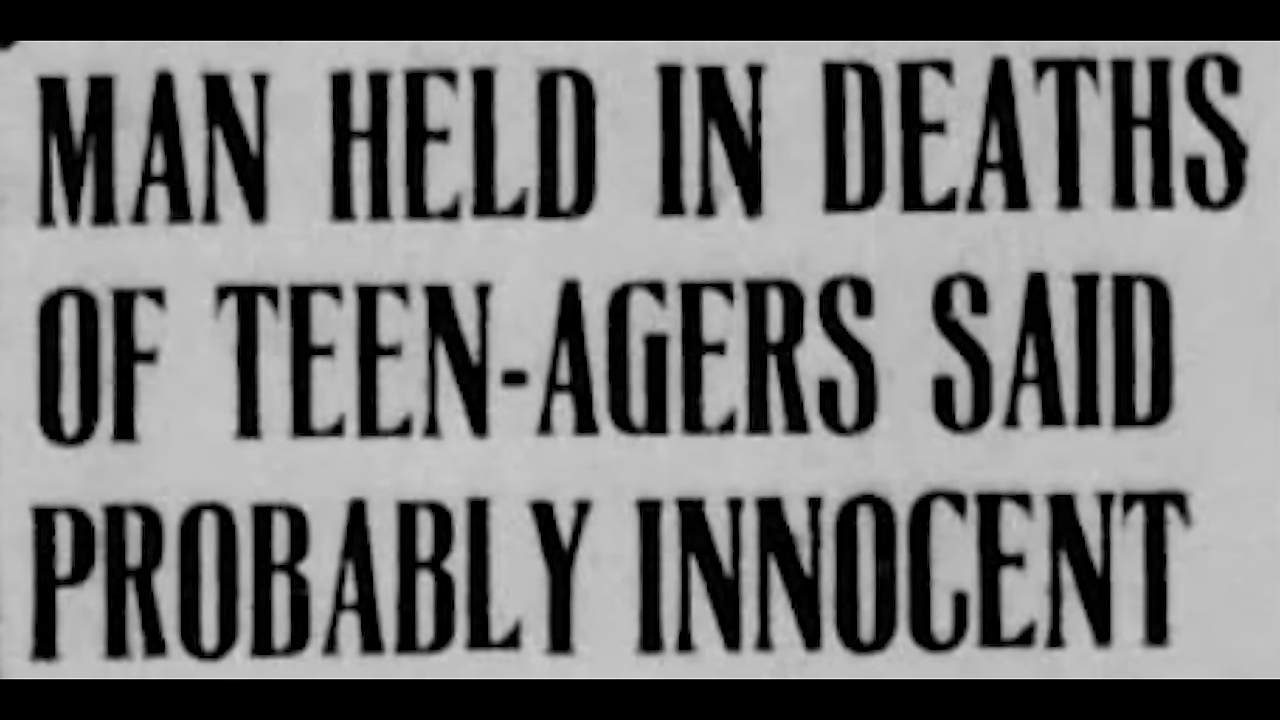 MAN HELD IN DEATHS
OF TEEN-AGERS SAID
PROBABLY INNOCENT